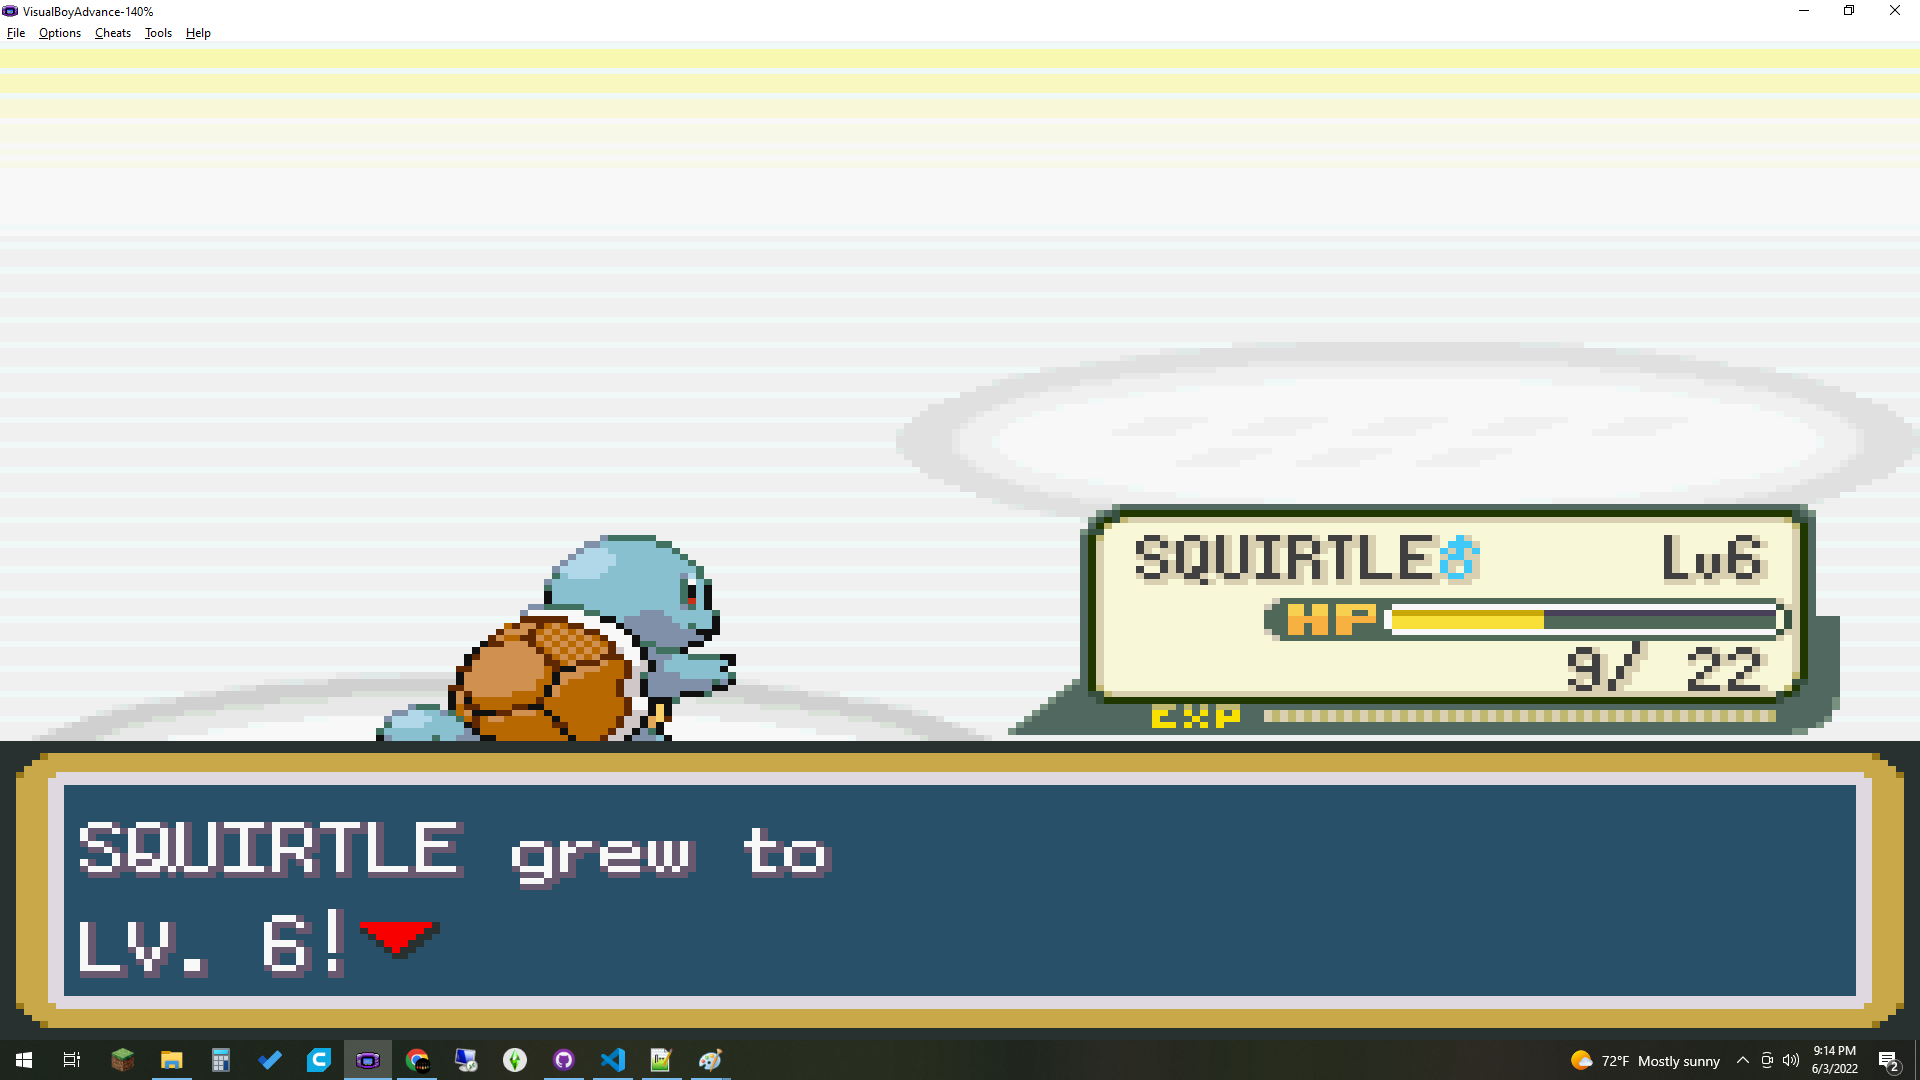 VisualBoyAdvance-140%
File Options Cheats Tools Help
SQUIRTLE♂ Lv6
HP
9/ 22
EXP
SQUIRTLE grew to
LV. 6!
72°F Mostly sunny
9:14 PM
6/3/2022
2